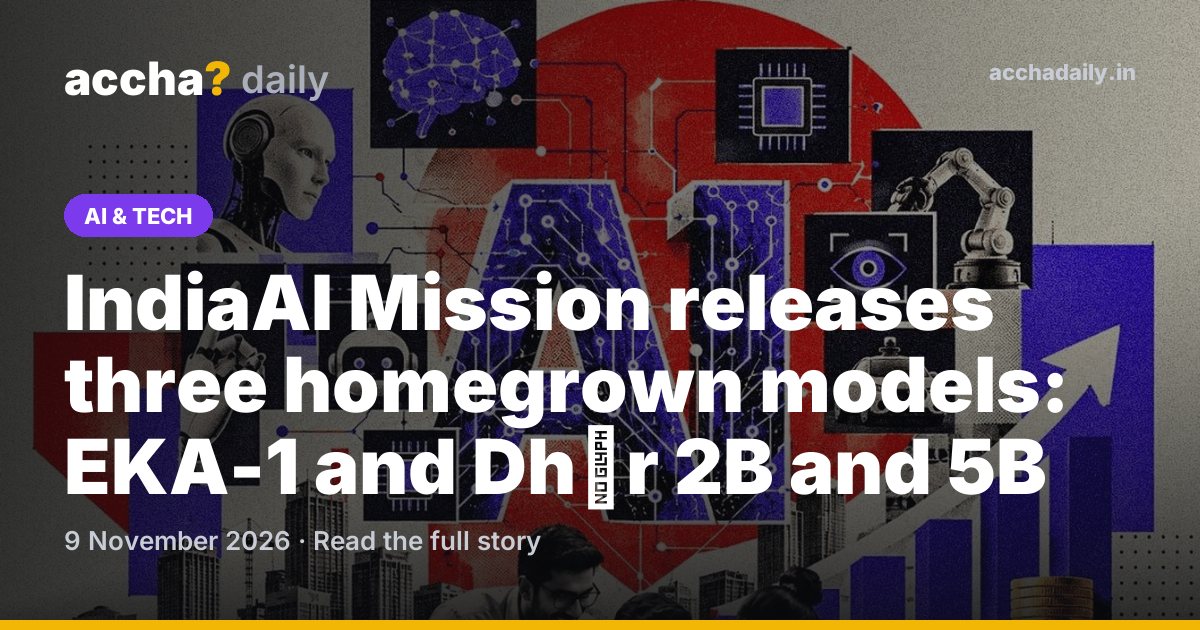 accha? daily
acchadaily.in
AI & TECH
IndiaAI Mission releases
three homegrown models:
EKA-1 and Dh r 2B and 5B
9 November 2026 · Read the full story